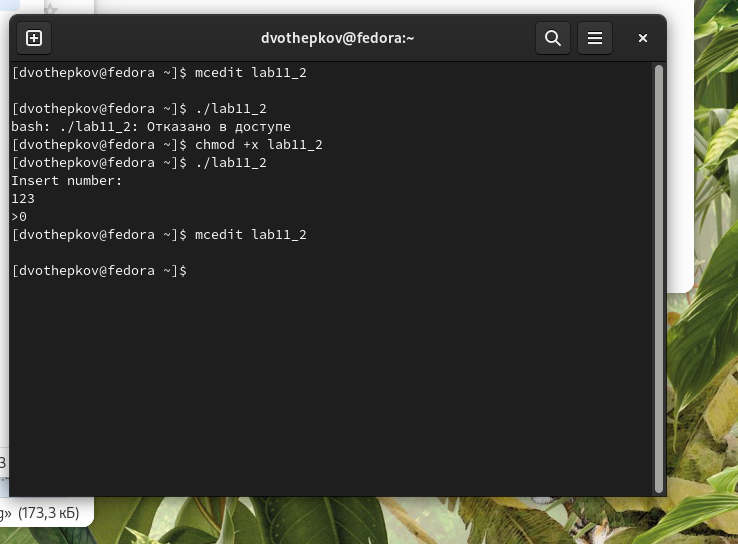 dvothepkov@fedora:~
[dvothepkov@fedora ~]$ mcedit lab11_2
[dvothepkov@fedora ~]$ ./lab11_2
bash: ./lab11_2: Отказано в доступе
[dvothepkov@fedora ~]$ chmod +x lab11_2
[dvothepkov@fedora ~]$ ./lab11_2
Insert number:
123
>0
[dvothepkov@fedora ~]$ mcedit lab11_2
[dvothepkov@fedora ~]$
3
g» (173,3 кБ)